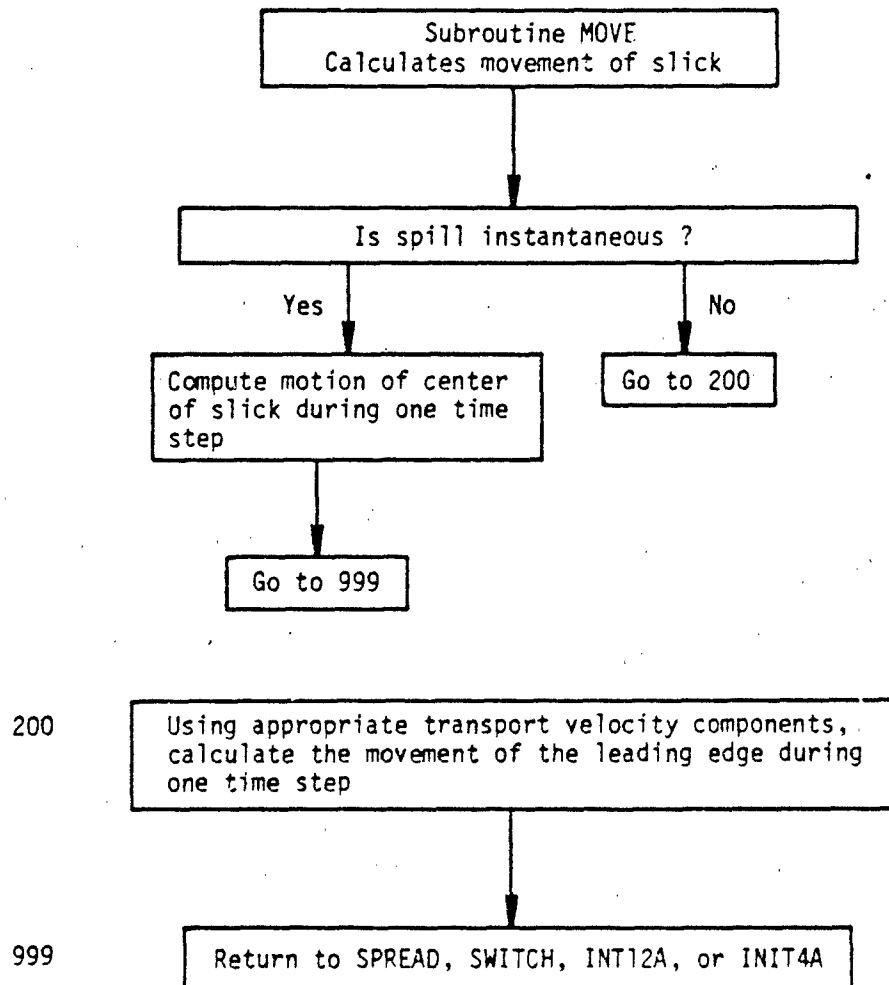 Subroutine MOVE
Calculates movement of slick
Is spill instantaneous ?
Yes
No
Compute motion of center
of slick during one time
step
Go to 200
Go to 999
200
Using appropriate transport velocity components,
calculate the movement of the leading edge during
one time step
999
Return to SPREAD, SWITCH, INT12A, or INIT4A